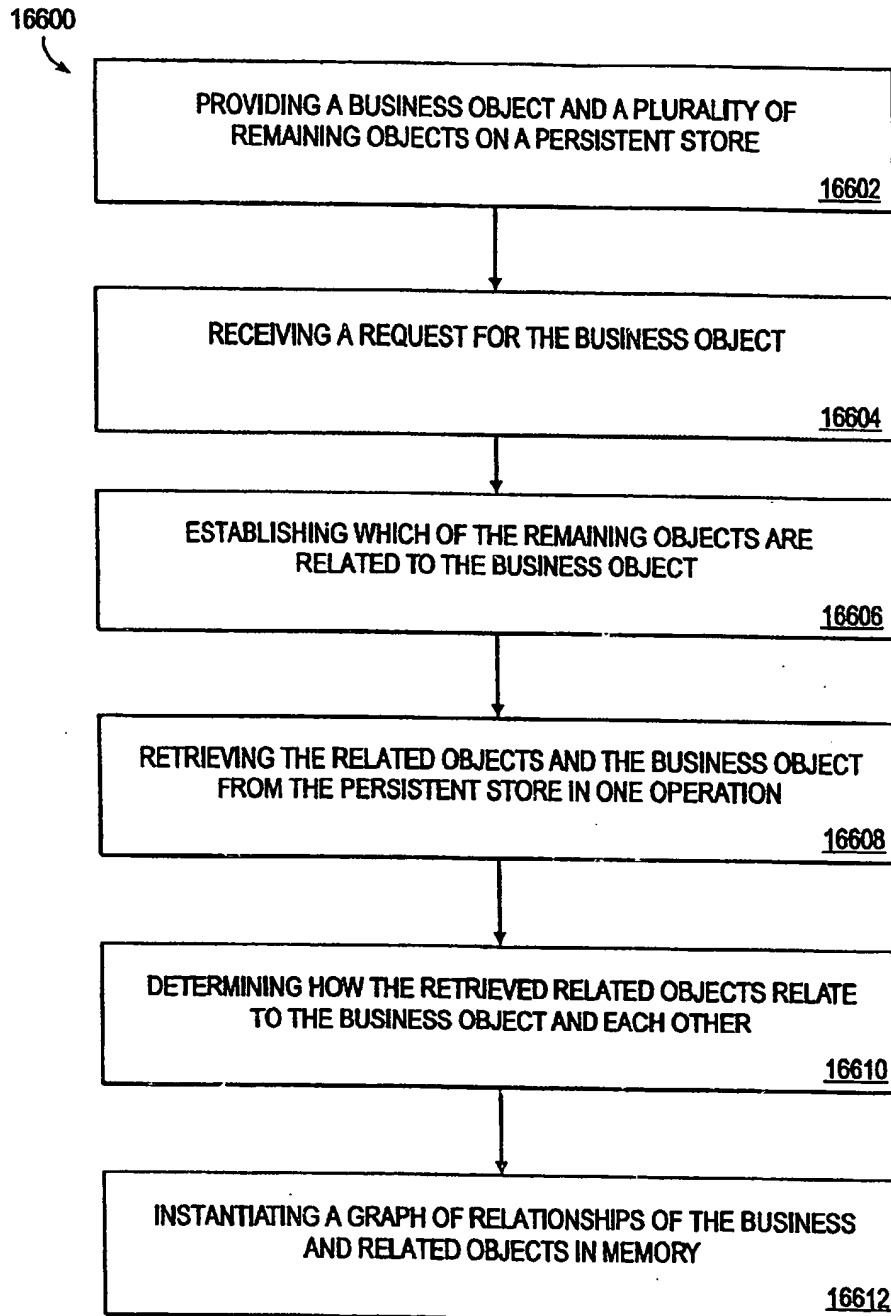 16600
PROVIDING A BUSINESS OBJECT AND A PLURALITY OF
REMAINING OBJECTS ON A PERSISTENT STORE
16602
RECEIVING A REQUEST FOR THE BUSINESS OBJECT
16604
ESTABLISHING WHICH OF THE REMAINING OBJECTS ARE
RELATED TO THE BUSINESS OBJECT
16606
RETRIEVING THE RELATED OBJECTS AND THE BUSINESS OBJECT
FROM THE PERSISTENT STORE IN ONE OPERATION
16608
DETERMINING HOW THE RETRIEVED RELATED OBJECTS RELATE
TO THE BUSINESS OBJECT AND EACH OTHER
16610
INSTANTIATING A GRAPH OF RELATIONSHIPS OF THE BUSINESS
AND RELATED OBJECTS IN MEMORY
16612